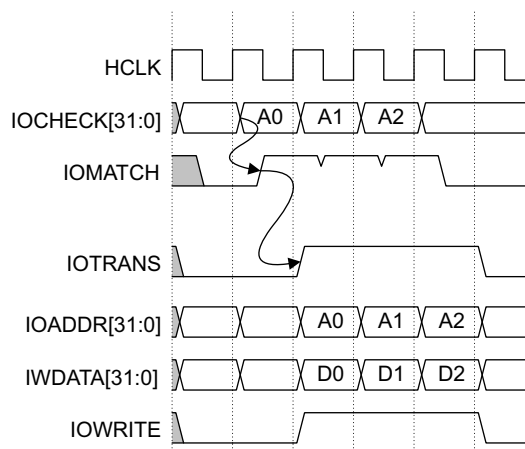 HCLK
IOCHECK[31:0] A0 A1 A2
IOMATCH
IOTRANS
IOADDR[31:0] A0 A1 A2
IWDATA[31:0] D0 D1 D2
IOWRITE